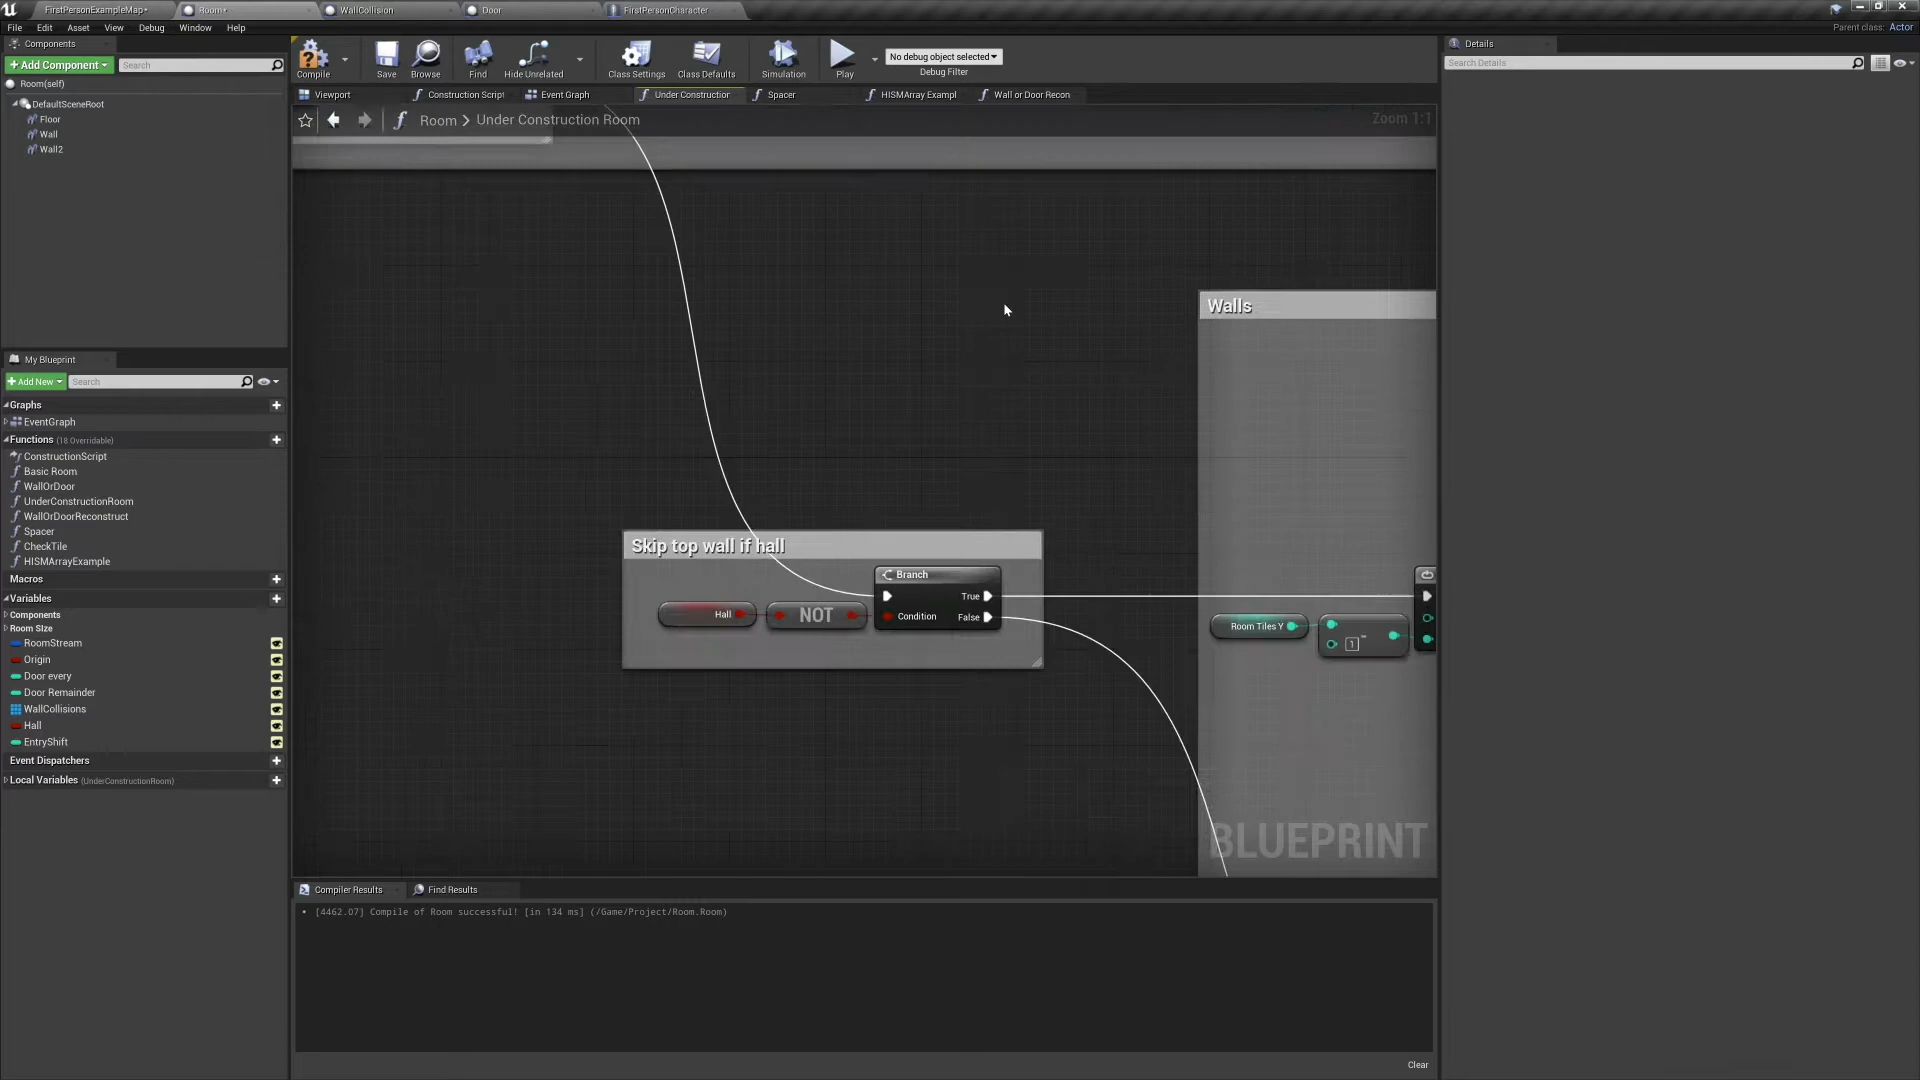 FirstPersonExampleMap•
Room•
WallCollision
Door
FirstPersonCharacter
File
Edit
Asset
View
Debug
Window
Help
Parent class: Actor
Components
+ Add Component
Search
Room(self)
DefaultSceneRoot
Floor
Wall
Wall2
Compile
Save
Browse
Find
Hide Unrelated
Class Settings
Class Defaults
Simulation
Play
No debug object selected
Debug Filter
Details
Search Details
Viewport
Construction Script
Event Graph
Under Construction
Spacer
HISMArray Exampl
Wall or Door Recon
Room > Under Construction Room
Zoom 1:1
Walls
Skip top wall if hall
Branch
True
Hall
NOT
Condition
False
Room Tiles Y
1
BLUEPRINT
My Blueprint
+ Add New
Search
Graphs
EventGraph
Functions (18 Overridable)
ConstructionScript
Basic Room
WallOrDoor
UnderConstructionRoom
WallOrDoorReconstruct
Spacer
CheckTile
HISMArrayExample
Macros
Variables
Components
Room Size
RoomStream
Origin
Door every
Door Remainder
WallCollisions
Hall
EntryShift
Event Dispatchers
Local Variables (UnderConstructionRoom)
Compiler Results
Find Results
• [4462.07] Compile of Room successful! [in 134 ms] (/Game/Project/Room.Room)
Clear